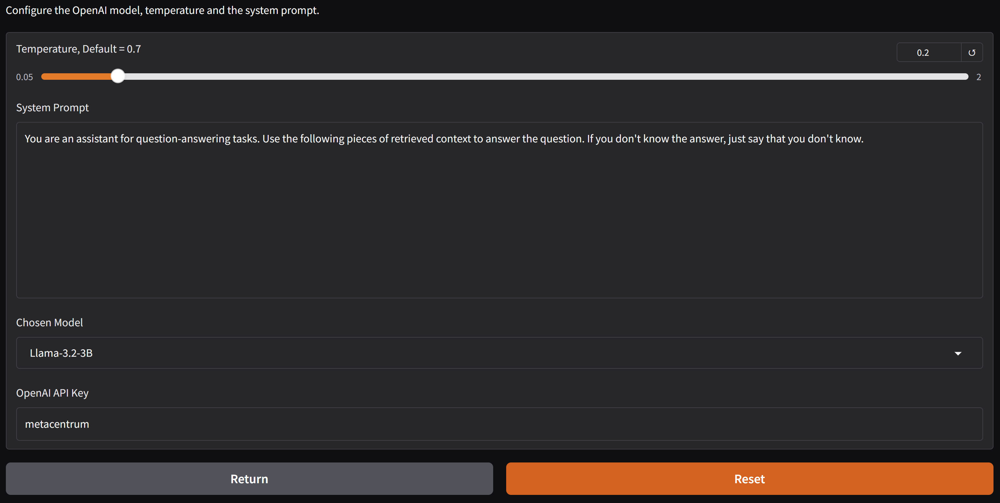 Configure the OpenAI model, temperature and the system prompt.
Temperature, Default = 0.7
0.2 ↺
0.05
2
System Prompt
You are an assistant for question-answering tasks. Use the following pieces of retrieved context to answer the question. If you don't know the answer, just say that you don't know.
Chosen Model
Llama-3.2-3B
OpenAI API Key
metacentrum
Return
Reset